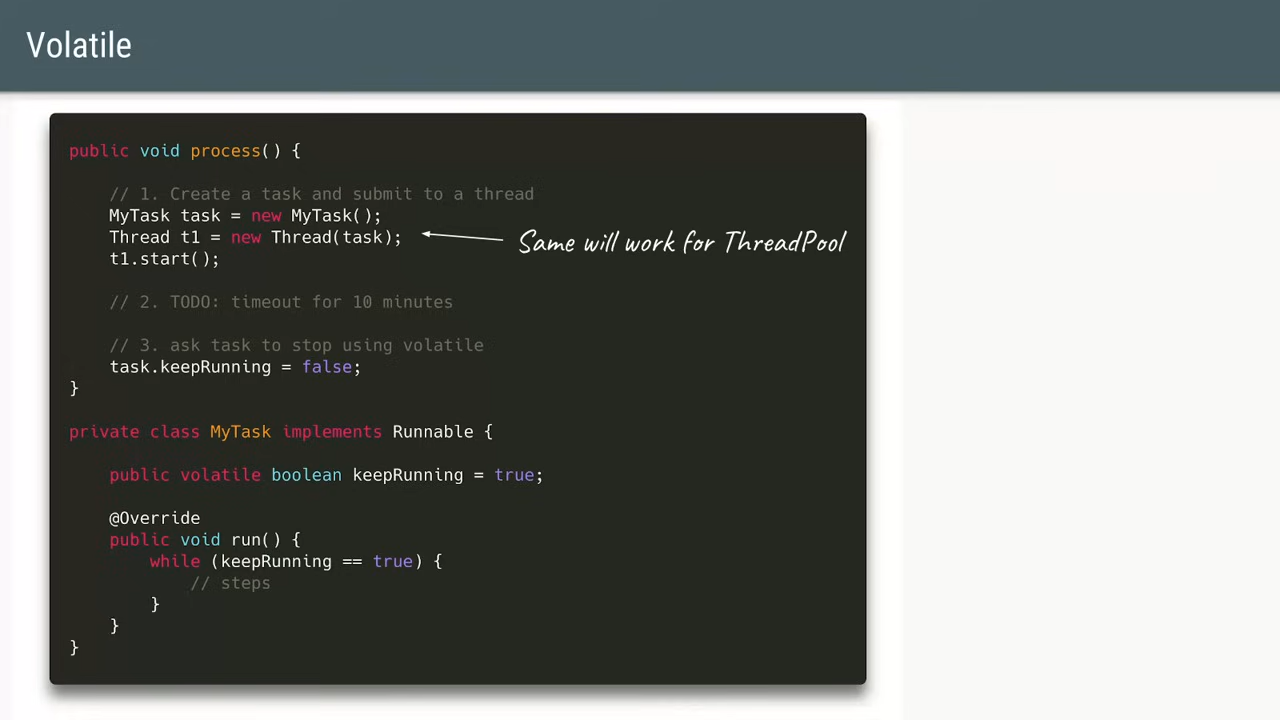 Volatile
public void process() {
// 1. Create a task and submit to a thread
MyTask task = new MyTask();
Thread t1 = new Thread(task);
Same will work for ThreadPool
t1.start();
// 2. TODO: timeout for 10 minutes
// 3. ask task to stop using volatile
task.keepRunning = false;
}
private class MyTask implements Runnable {
public volatile boolean keepRunning = true;
@Override
public void run() {
while (keepRunning == true) {
// steps
}
}
}